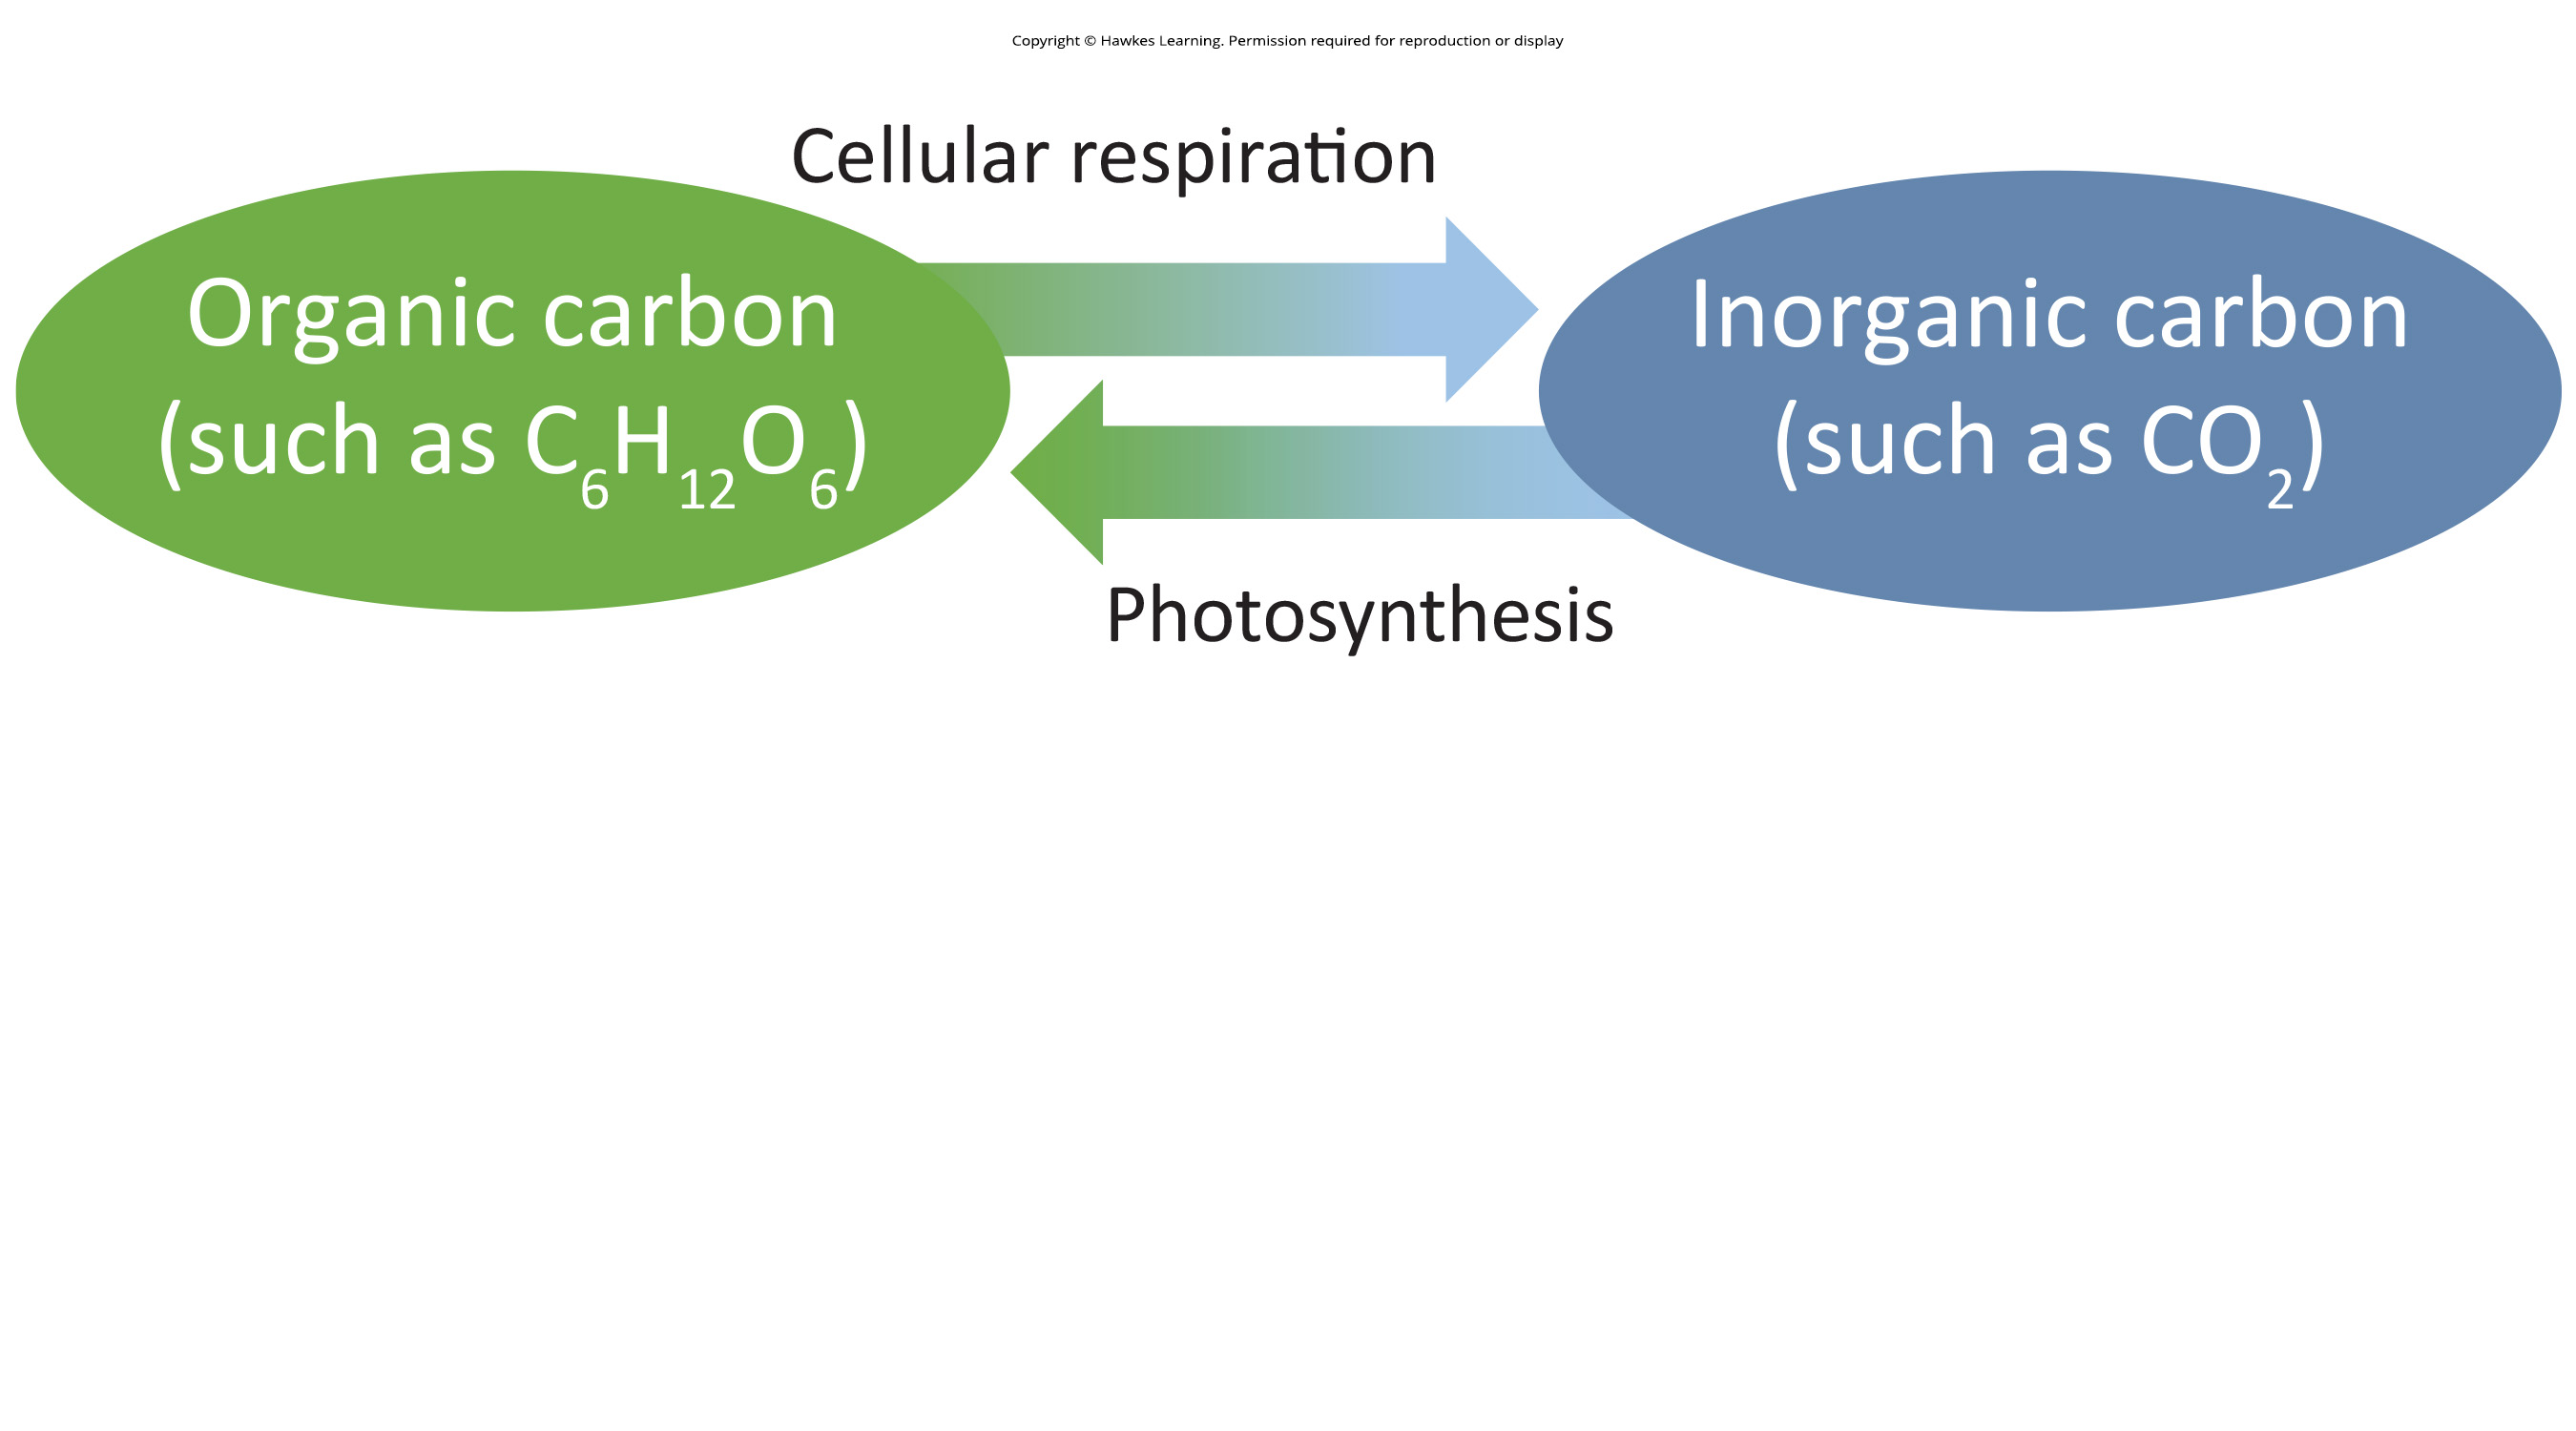 Copyright © Hawkes Learning. Permission required for reproduction or display
Cellular respiration
Organic carbon
(such as C₆H₁₂O₆)
Inorganic carbon
(such as CO₂)
Photosynthesis